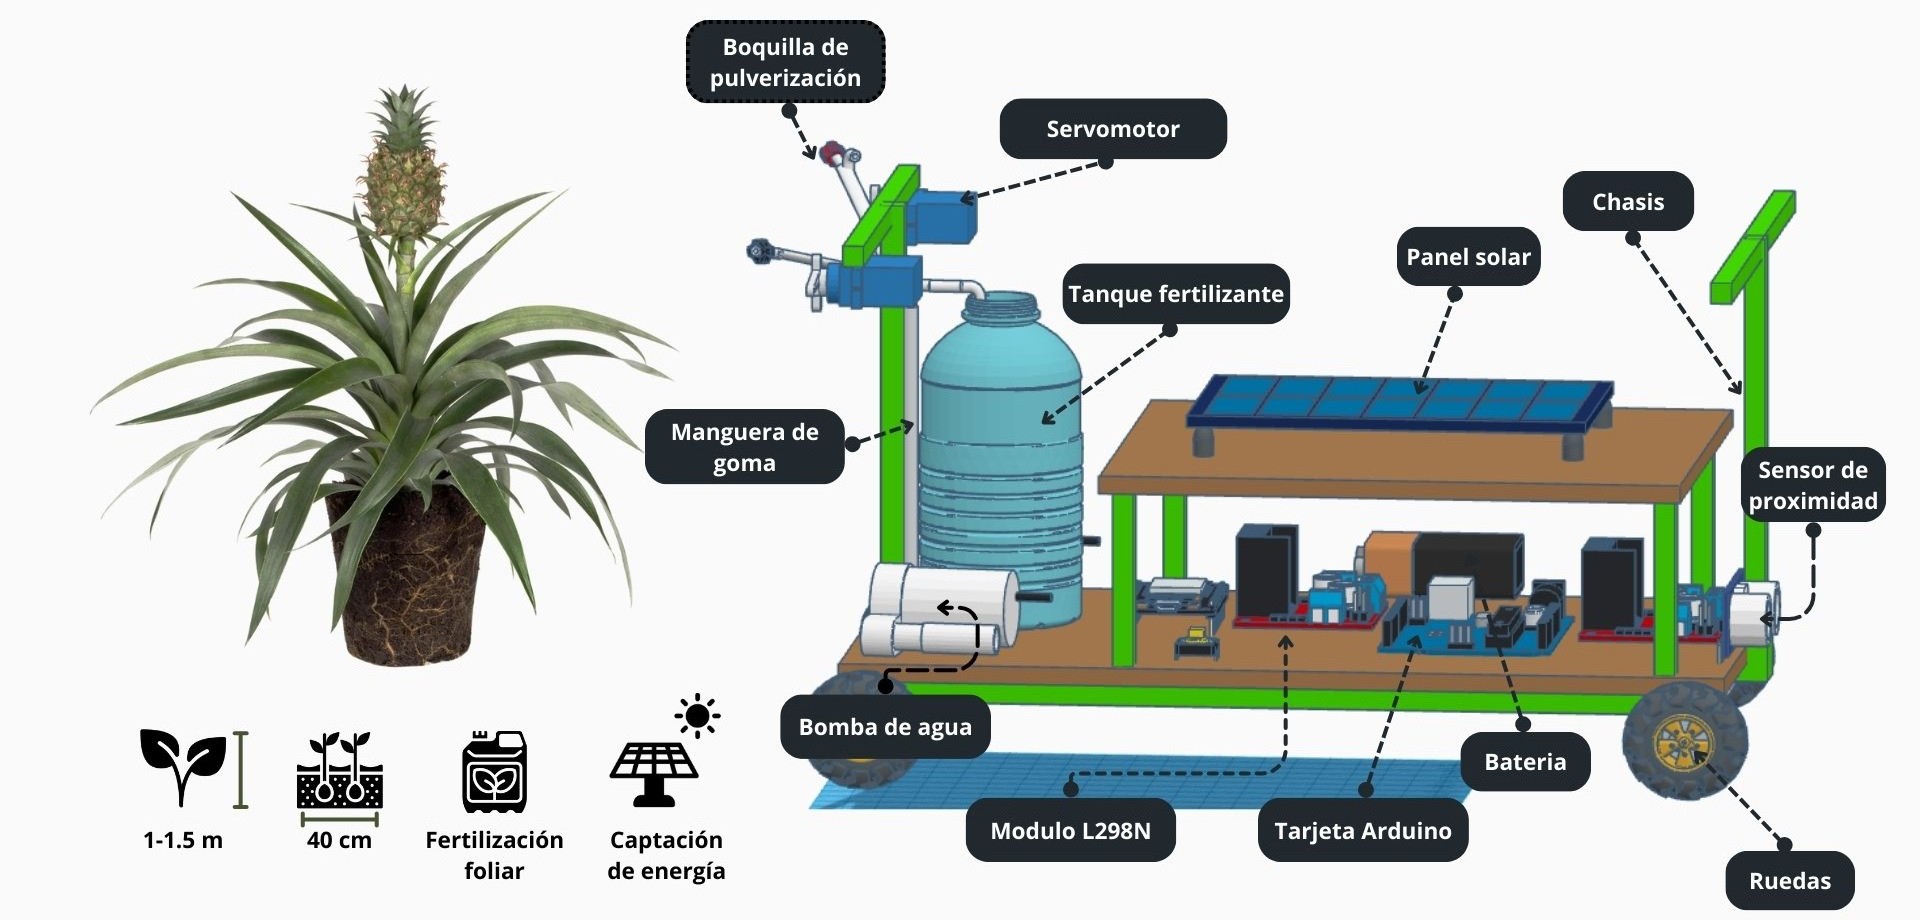 Boquilla de
pulverización
Servomotor
Chasis
Panel solar
Tanque fertilizante
Manguera de
goma
Sensor de
proximidad
Bomba de agua
Bateria
Modulo L298N
Tarjeta Arduino
Ruedas
1-1.5 m
40 cm
Fertilización
foliar
Captación
de energía